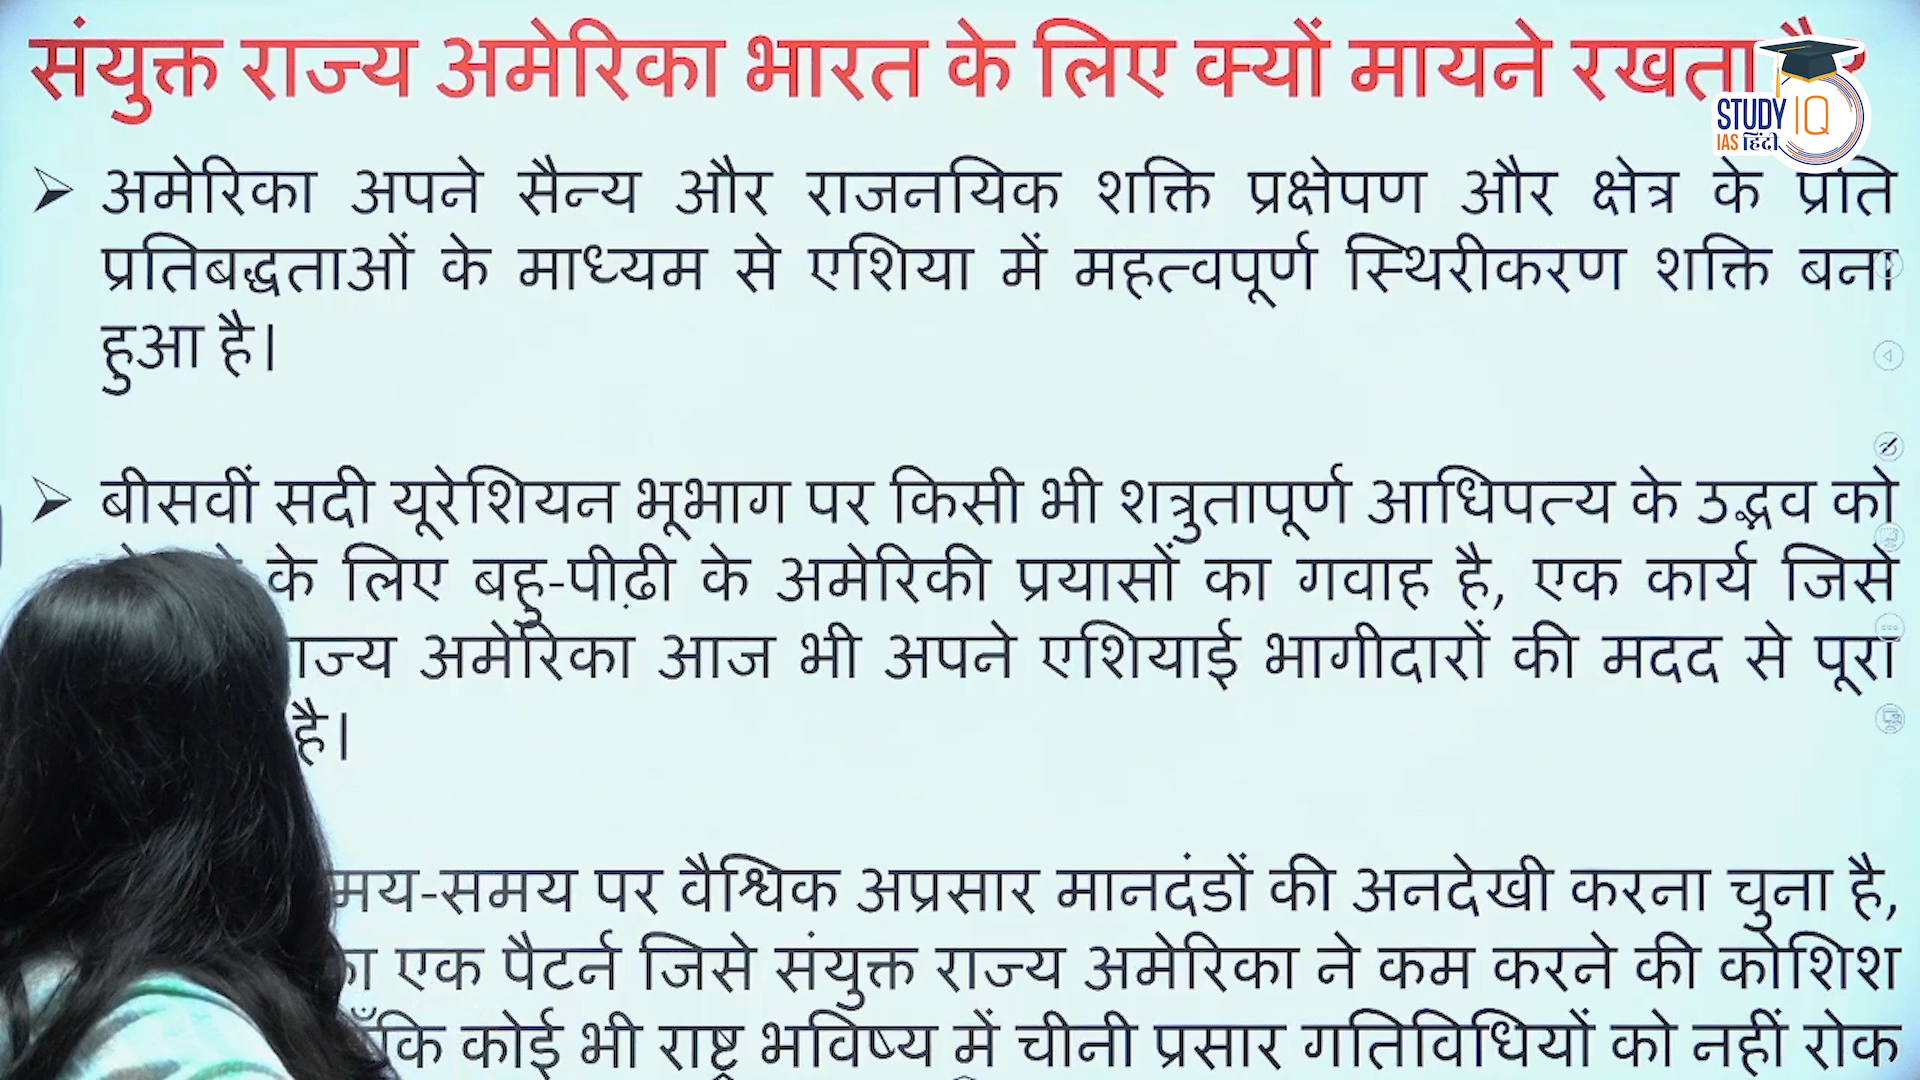 संयुक्त राज्य अमेरिका भारत के लिए क्यों मायने रखता
STUDY IQ
IAS हिंदी
अमेरिका अपने सैन्य और राजनयिक शक्ति प्रक्षेपण और क्षेत्र के प्रति
प्रतिबद्धताओं के माध्यम से एशिया में महत्वपूर्ण स्थिरीकरण शक्ति बना
हुआ है।
बीसवीं सदी यूरेशियन भूभाग पर किसी भी शत्रुतापूर्ण आधिपत्य के उद्भव को
के लिए बहु-पीढ़ी के अमेरिकी प्रयासों का गवाह है, एक कार्य जिसे
अमेरिका आज भी अपने एशियाई भागीदारों की मदद से पूरा
है।
पर वैश्विक अप्रसार मानदंडों की अनदेखी करना चुना है,
एक पैटर्न जिसे संयुक्त राज्य अमेरिका ने कम करने की कोशिश
कोई भी राष्ट्र भविष्य में चीनी प्रसार गतिविधियों को नहीं रोक